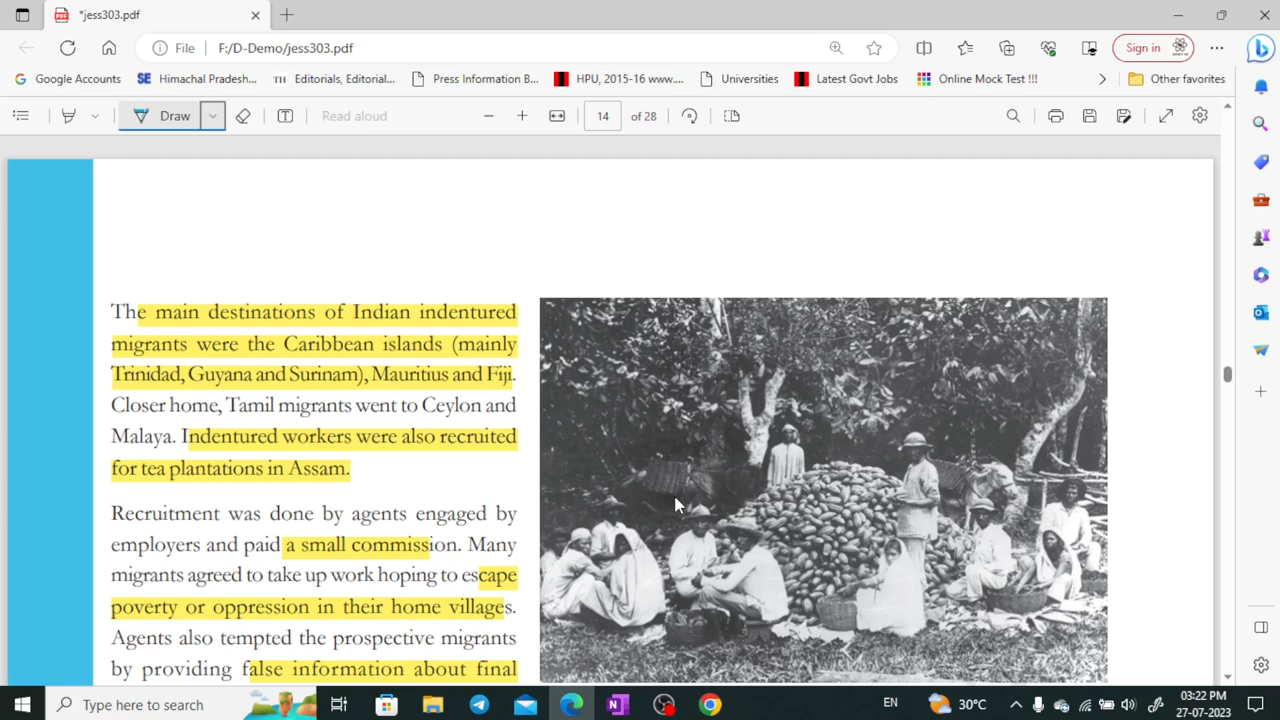 *jess303.pdf
File F:/D-Demo/jess303.pdf
Sign in
Google Accounts
SE Himachal Pradesh...
TH Editorials, Editorial...
Press Information B...
HPU, 2015-16 www....
Universities
Latest Govt Jobs
Online Mock Test !!!
Other favorites
Draw
Read aloud
14 of 28
The main destinations of Indian indentured
migrants were the Caribbean islands (mainly
Trinidad, Guyana and Surinam), Mauritius and Fiji.
Closer home, Tamil migrants went to Ceylon and
Malaya. Indentured workers were also recruited
for tea plantations in Assam.
Recruitment was done by agents engaged by
employers and paid a small commission. Many
migrants agreed to take up work hoping to escape
poverty or oppression in their home villages.
Agents also tempted the prospective migrants
by providing false information about final
Type here to search
EN
30°C
03:22 PM
27-07-2023